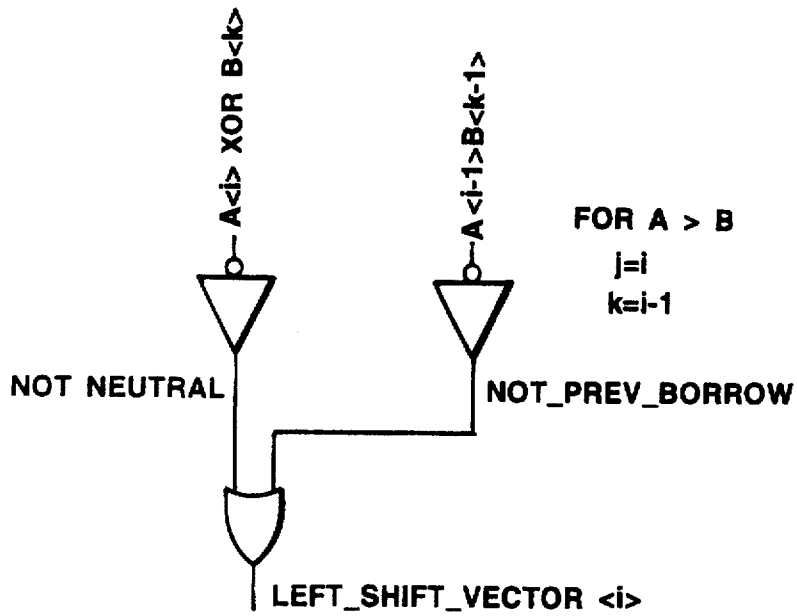 A<i> XOR B<k>
A<i-1>B<k-1>
FOR A > B
j=i
k=i-1
NOT NEUTRAL
NOT_PREV_BORROW
LEFT_SHIFT_VECTOR <i>